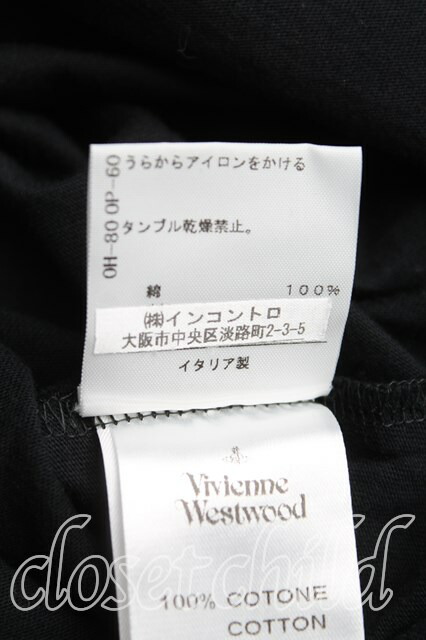 うらからアイロンをかける
OH-80 OP-60
タンブル乾燥禁止。
綿 100%
㈱インコントロ
大阪市中央区淡路町2-3-5
イタリア製
Vivienne
Westwood
100% COTONE
COTTON
closet child